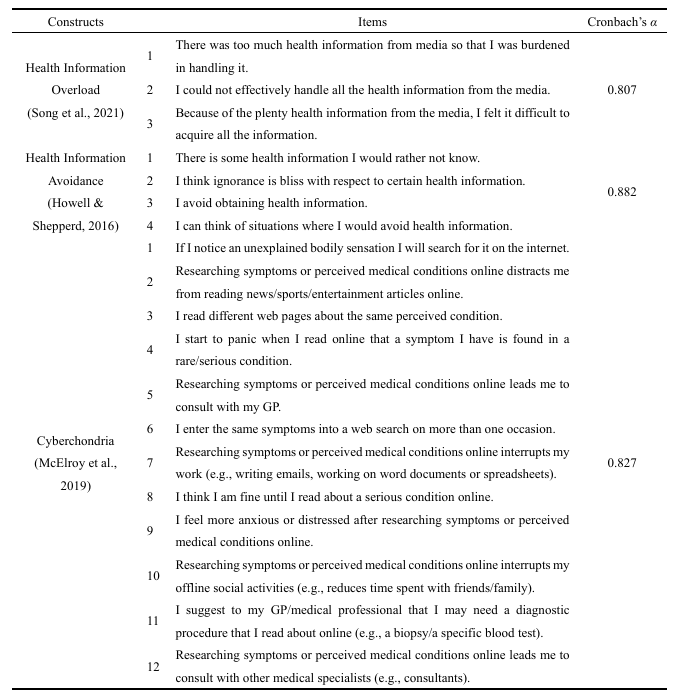 Constructs Items Cronbach's α
Health Information
Overload
(Song et al., 2021)
1 There was too much health information from media so that I was burdened
in handling it.
2 I could not effectively handle all the health information from the media.
3 Because of the plenty health information from the media, I felt it difficult to
acquire all the information.
0.807
Health Information
Avoidance
(Howell &
Shepperd, 2016)
1 There is some health information I would rather not know.
2 I think ignorance is bliss with respect to certain health information.
3 I avoid obtaining health information.
4 I can think of situations where I would avoid health information.
0.882
Cyberchondria
(McElroy et al.,
2019)
1 If I notice an unexplained bodily sensation I will search for it on the internet.
2 Researching symptoms or perceived medical conditions online distracts me
from reading news/sports/entertainment articles online.
3 I read different web pages about the same perceived condition.
4 I start to panic when I read online that a symptom I have is found in a
rare/serious condition.
5 Researching symptoms or perceived medical conditions online leads me to
consult with my GP.
6 I enter the same symptoms into a web search on more than one occasion.
7 Researching symptoms or perceived medical conditions online interrupts my
work (e.g., writing emails, working on word documents or spreadsheets).
8 I think I am fine until I read about a serious condition online.
9 I feel more anxious or distressed after researching symptoms or perceived
medical conditions online.
10 Researching symptoms or perceived medical conditions online interrupts my
offline social activities (e.g., reduces time spent with friends/family).
11 I suggest to my GP/medical professional that I may need a diagnostic
procedure that I read about online (e.g., a biopsy/a specific blood test).
12 Researching symptoms or perceived medical conditions online leads me to
consult with other medical specialists (e.g., consultants).
0.827